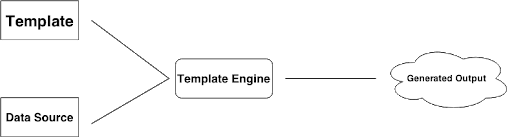 Template
Template Engine
Generated Output
Data Source